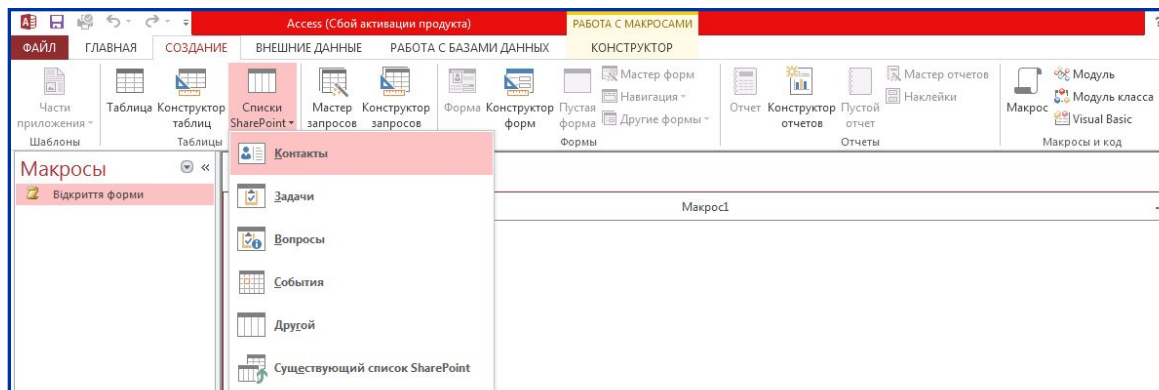 Access (Сбой активации продукта)
РАБОТА С МАКРОСАМИ
?
ФАЙЛ ГЛАВНАЯ СОЗДАНИЕ ВНЕШНИЕ ДАННЫЕ РАБОТА С БАЗАМИ ДАННЫХ КОНСТРУКТОР
Части приложения
Таблица
Конструктор таблиц
Списки SharePoint
Мастер запросов
Конструктор запросов
Форма
Конструктор форм
Пустая форма
Мастер форм
Навигация
Другие формы
Отчет
Конструктор отчетов
Пустой отчет
Мастер отчетов
Наклейки
Макрос
Модуль
Модуль класса
Visual Basic
Шаблоны
Таблицы
Формы
Отчеты
Макросы и код
Макросы
Відкриття форми
Контакты
Задачи
Вопросы
События
Другой
Существующий список SharePoint
Макрос1